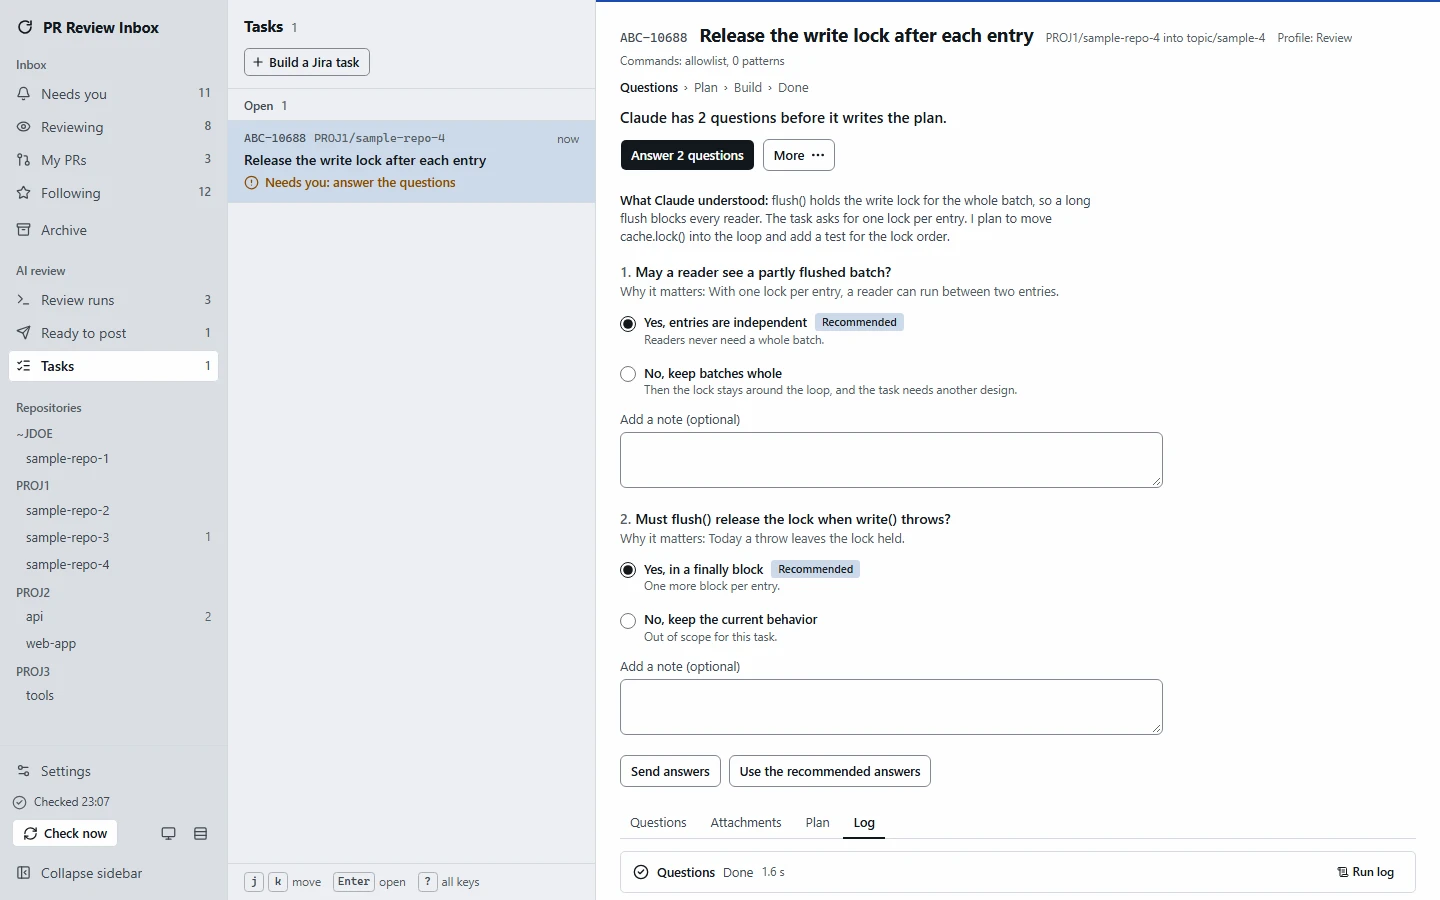 PR Review Inbox
Inbox
Needs you 11
Reviewing 8
My PRs 3
Following 12
Archive
AI review
Review runs 3
Ready to post 1
Tasks 1
Repositories
~JDOE
sample-repo-1
PROJ1
sample-repo-2
sample-repo-3 1
sample-repo-4
PROJ2
api 2
web-app
PROJ3
tools
Settings
Checked 23:07
Check now
Collapse sidebar
Tasks 1
+ Build a Jira task
Open 1
ABC-10688 PROJ1/sample-repo-4 now
Release the write lock after each entry
Needs you: answer the questions
j k move Enter open ? all keys
ABC-10688 Release the write lock after each entry PROJ1/sample-repo-4 into topic/sample-4 Profile: Review
Commands: allowlist, 0 patterns
Questions › Plan › Build › Done
Claude has 2 questions before it writes the plan.
Answer 2 questions More ···
What Claude understood: flush() holds the write lock for the whole batch, so a long
flush blocks every reader. The task asks for one lock per entry. I plan to move
cache.lock() into the loop and add a test for the lock order.
1. May a reader see a partly flushed batch?
Why it matters: With one lock per entry, a reader can run between two entries.
Yes, entries are independent Recommended
Readers never need a whole batch.
No, keep batches whole
Then the lock stays around the loop, and the task needs another design.
Add a note (optional)
2. Must flush() release the lock when write() throws?
Why it matters: Today a throw leaves the lock held.
Yes, in a finally block Recommended
One more block per entry.
No, keep the current behavior
Out of scope for this task.
Add a note (optional)
Send answers Use the recommended answers
Questions Attachments Plan Log
Questions Done 1.6 s Run log